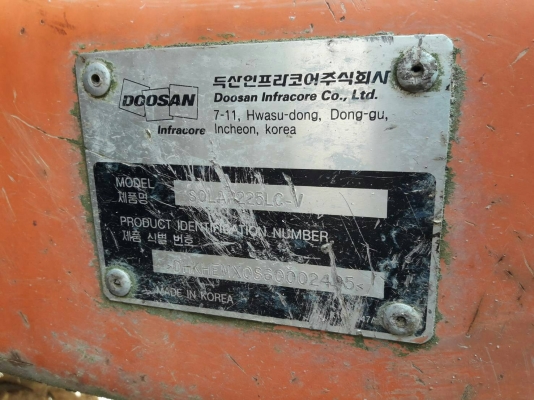 DOOSAN
Infracore
두산인프라코어주식회사
Doosan Infracore Co., Ltd.
7-11, Hwasu-dong, Dong-gu,
Incheon, korea
MODEL
제품명
SOLAR 225LC-V
PRODUCT IDENTIFICATION NUMBER
제품 식별 번호
MADE IN KOREA